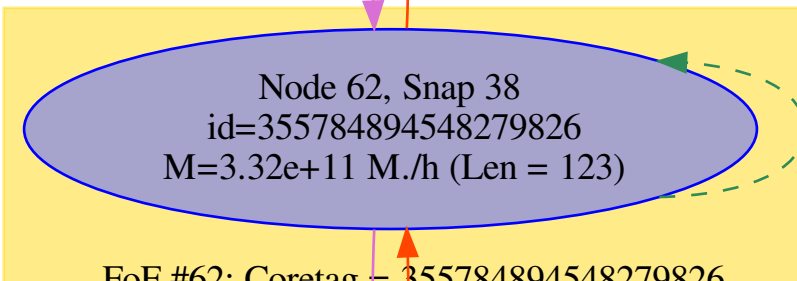 Node 62, Snap 38
id=355784894548279826
M=3.32e+11 M./h (Len = 123)
FoF #62; Coretag = 355784894548279826